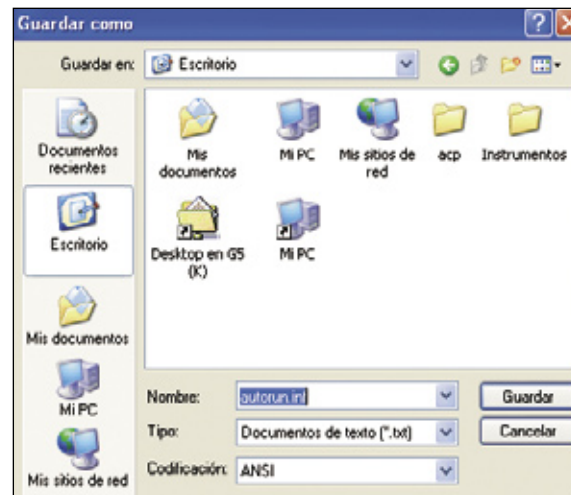 Guardar como
Guardar en:
Escritorio
Documentos
recientes
Escritorio
Mis documentos
Mi PC
Mis sitios de red
Mis
documentos
Mi PC
Mis sitios de
red
acp
Instrumentos
Desktop en G5
(K)
Mi PC
Nombre:
autorun.inf
Guardar
Tipo:
Documentos de texto (*.txt)
Cancelar
Codificación:
ANSI